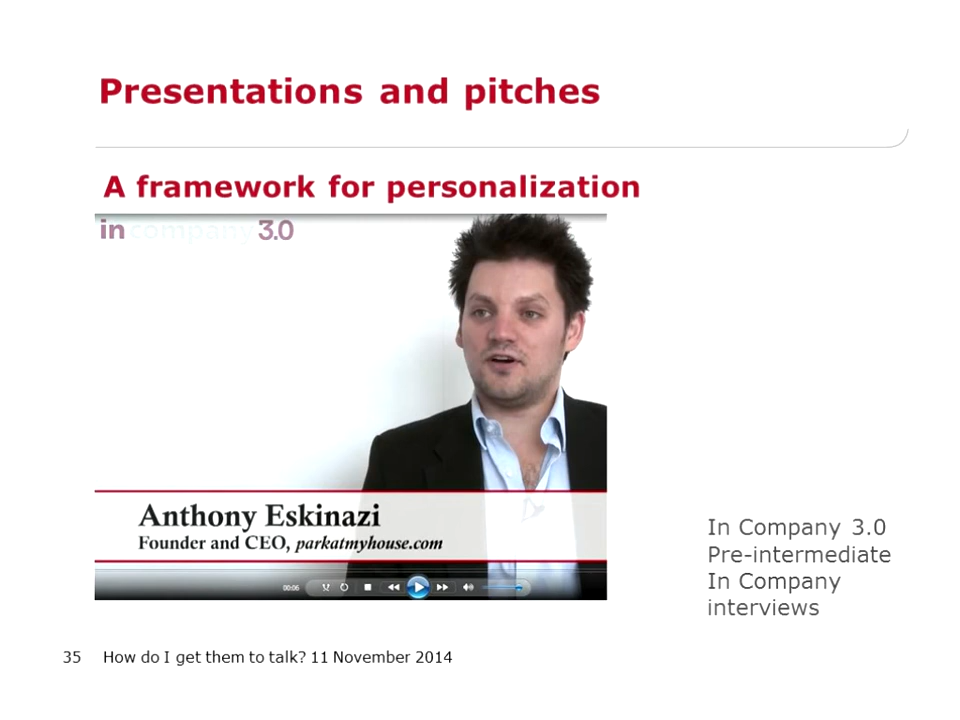 Presentations and pitches
A framework for personalization
in company 3.0
Anthony Eskinazi
Founder and CEO, parkatmyhouse.com
00:06
In Company 3.0
Pre-intermediate
In Company
interviews
35 How do I get them to talk? 11 November 2014